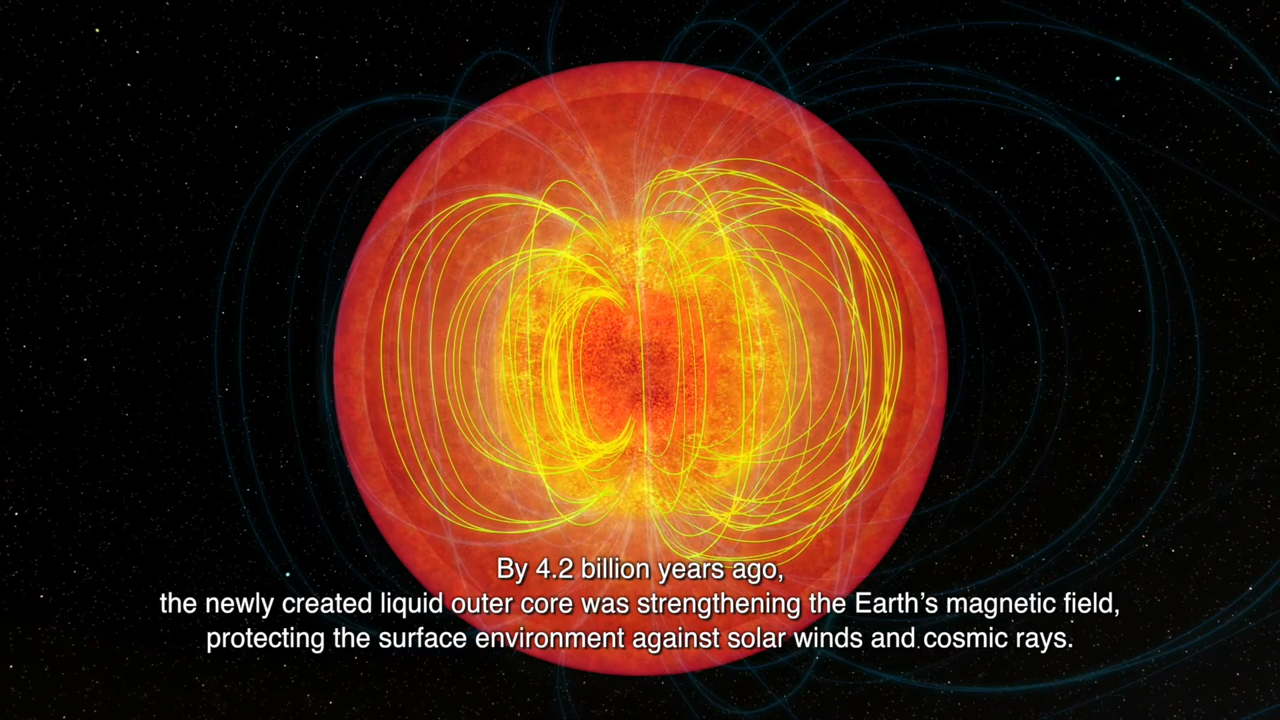 By 4.2 billion years ago,
the newly created liquid outer core was strengthening the Earth's magnetic field,
protecting the surface environment against solar winds and cosmic rays.